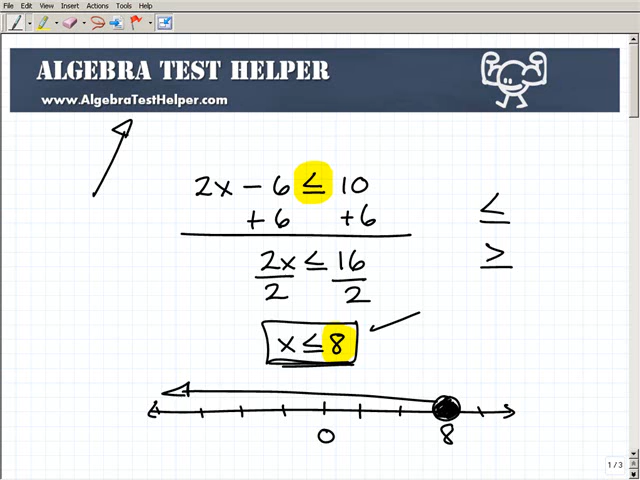 File Edit View Insert Actions Tools Help
ALGEBRA TEST HELPER
www.AlgebraTestHelper.com
2x − 6 ≤ 10
+6 +6
2x ≤ 16
2 2
x ≤ 8
≤
≥
0 8
1 / 3